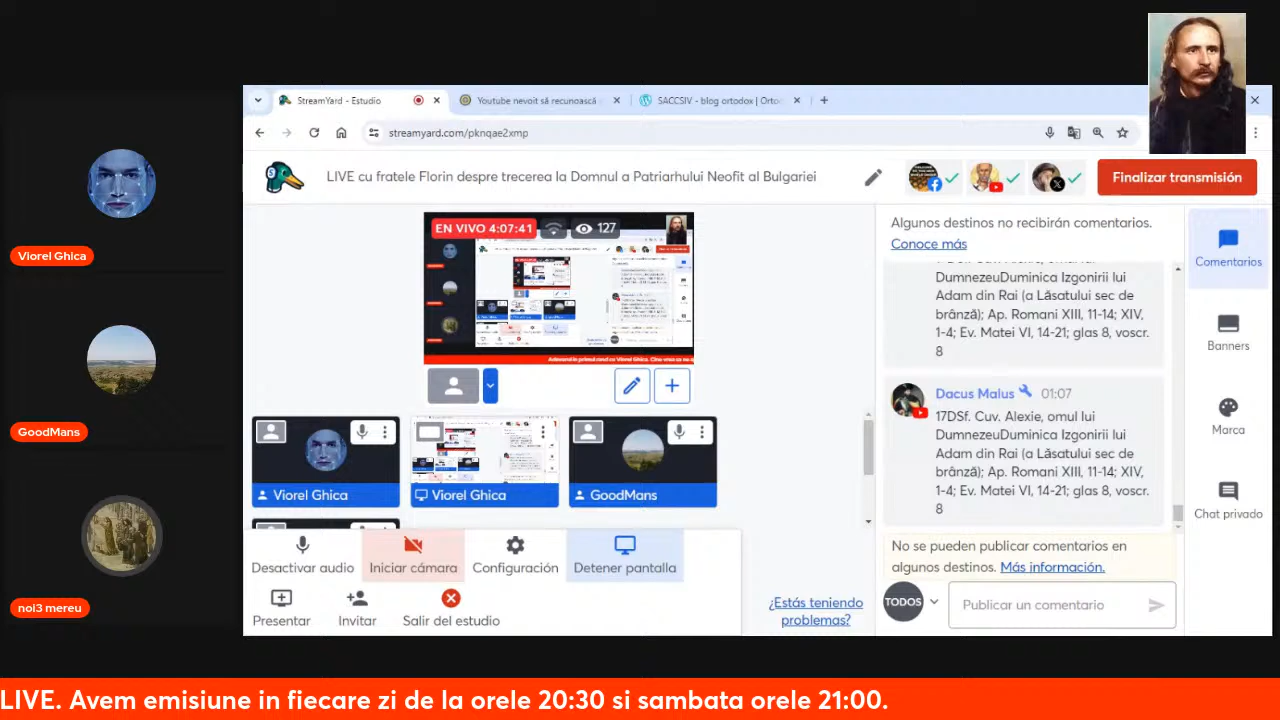 StreamYard - Estudio
Youtube nevoit să recunoască
SACCSIV - blog ortodox | Orto
streamyard.com/pknqae2xmp
LIVE cu fratele Florin despre trecerea la Domnul a Patriarhului Neofit al Bulgariei
Finalizar transmisión
EN VIVO 4:07:41
127
Viorel Ghica
GoodMans
noi3 mereu
Viorel Ghica
Viorel Ghica
GoodMans
Desactivar audio
Iniciar cámara
Configuración
Detener pantalla
Presentar
Invitar
Salir del estudio
¿Estás teniendo
problemas?
Algunos destinos no recibirán comentarios.
Conoce más
DumnezeuDuminica Izgonirii lui
Adam din Rai (a Lăsatului sec de
brânză); Ap. Romani XIII, 11-14; XIV,
1-4; Ev. Matei VI, 14-21; glas 8, voscr.
8
Dacus Malus 01:07
17DSf. Cuv. Alexie, omul lui
DumnezeuDuminica Izgonirii lui
Adam din Rai (a Lăsatului sec de
brânză); Ap. Romani XIII, 11-14; XIV,
1-4; Ev. Matei VI, 14-21; glas 8, voscr.
8
No se pueden publicar comentarios en
algunos destinos. Más información.
TODOS
Publicar un comentario
Comentarios
Banners
Marca
Chat privado
LIVE. Avem emisiune in fiecare zi de la orele 20:30 si sambata orele 21:00.